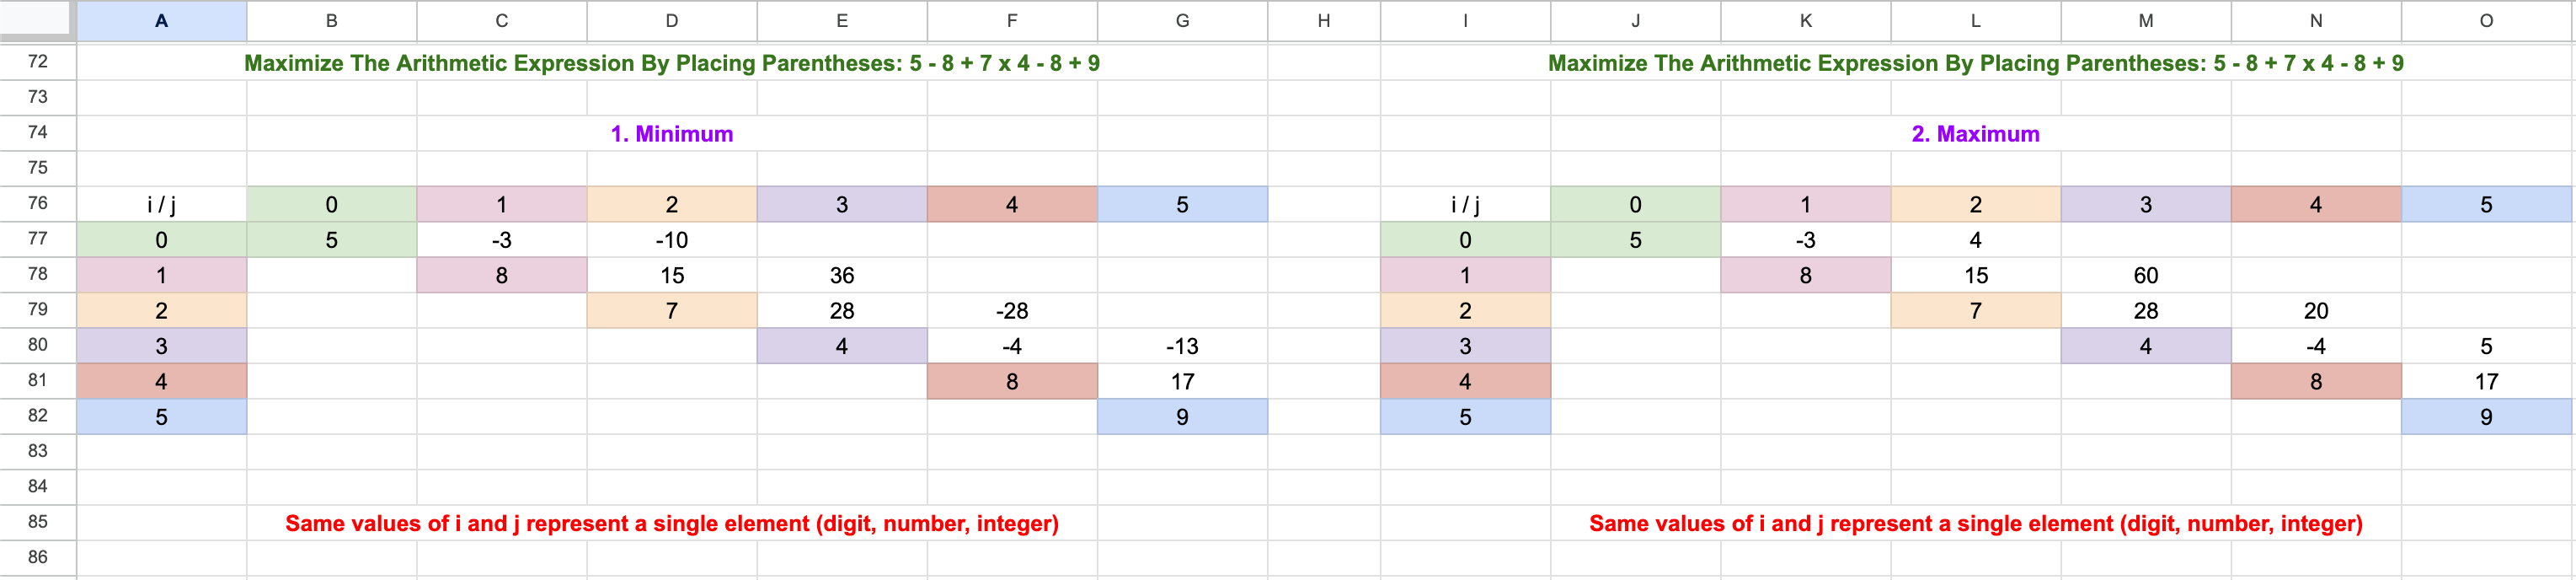 A B C D E F G H I J K L M N O
72 Maximize The Arithmetic Expression By Placing Parentheses: 5 - 8 + 7 x 4 - 8 + 9 Maximize The Arithmetic Expression By Placing Parentheses: 5 - 8 + 7 x 4 - 8 + 9
73
74 1. Minimum 2. Maximum
75
76 i / j 0 1 2 3 4 5 i / j 0 1 2 3 4 5
77 0 5 -3 -10 0 5 -3 4
78 1 8 15 36 1 8 15 60
79 2 7 28 -28 2 7 28 20
80 3 4 -4 -13 3 4 -4 5
81 4 8 17 4 8 17
82 5 9 5 9
83
84
85 Same values of i and j represent a single element (digit, number, integer) Same values of i and j represent a single element (digit, number, integer)
86